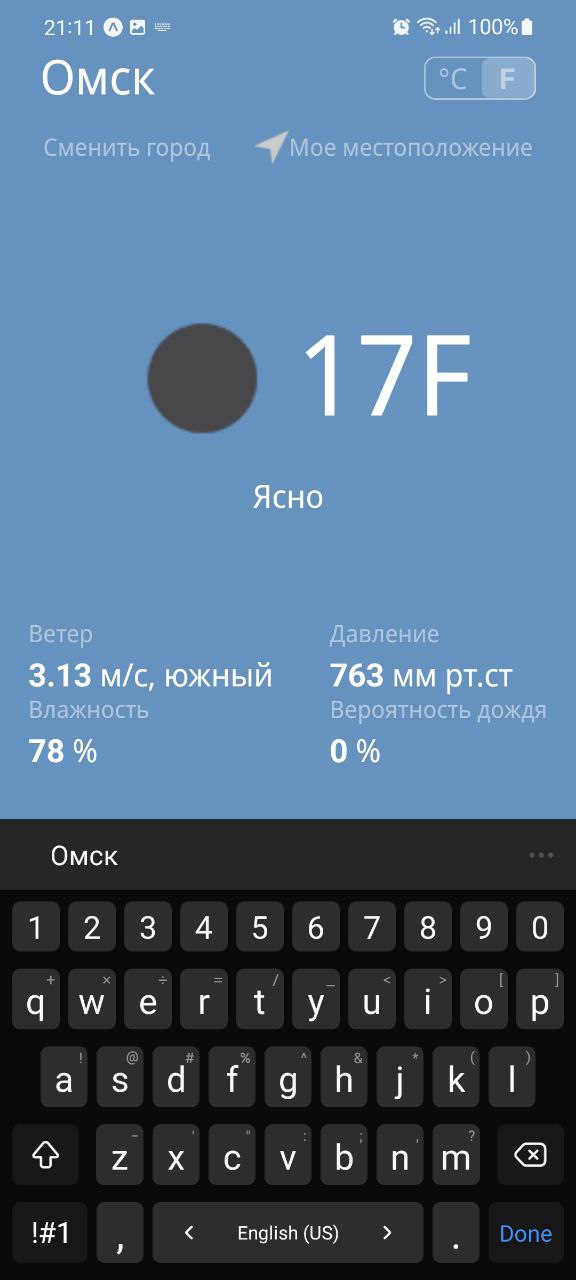 21:11 100%
Омск °C F
Сменить город Мое местоположение
17F
Ясно
Ветер Давление
3.13 м/с, южный 763 мм рт.ст
Влажность Вероятность дождя
78 % 0 %
Омск ...
1 2 3 4 5 6 7 8 9 0
+ × ÷ = / _ < > [ ]
q w e r t y u i o p
! @ # % ^ & * ( )
a s d f g h j k l
- ' " : ; , ?
z x c v b n m
!#1 , < English (US) > . Done